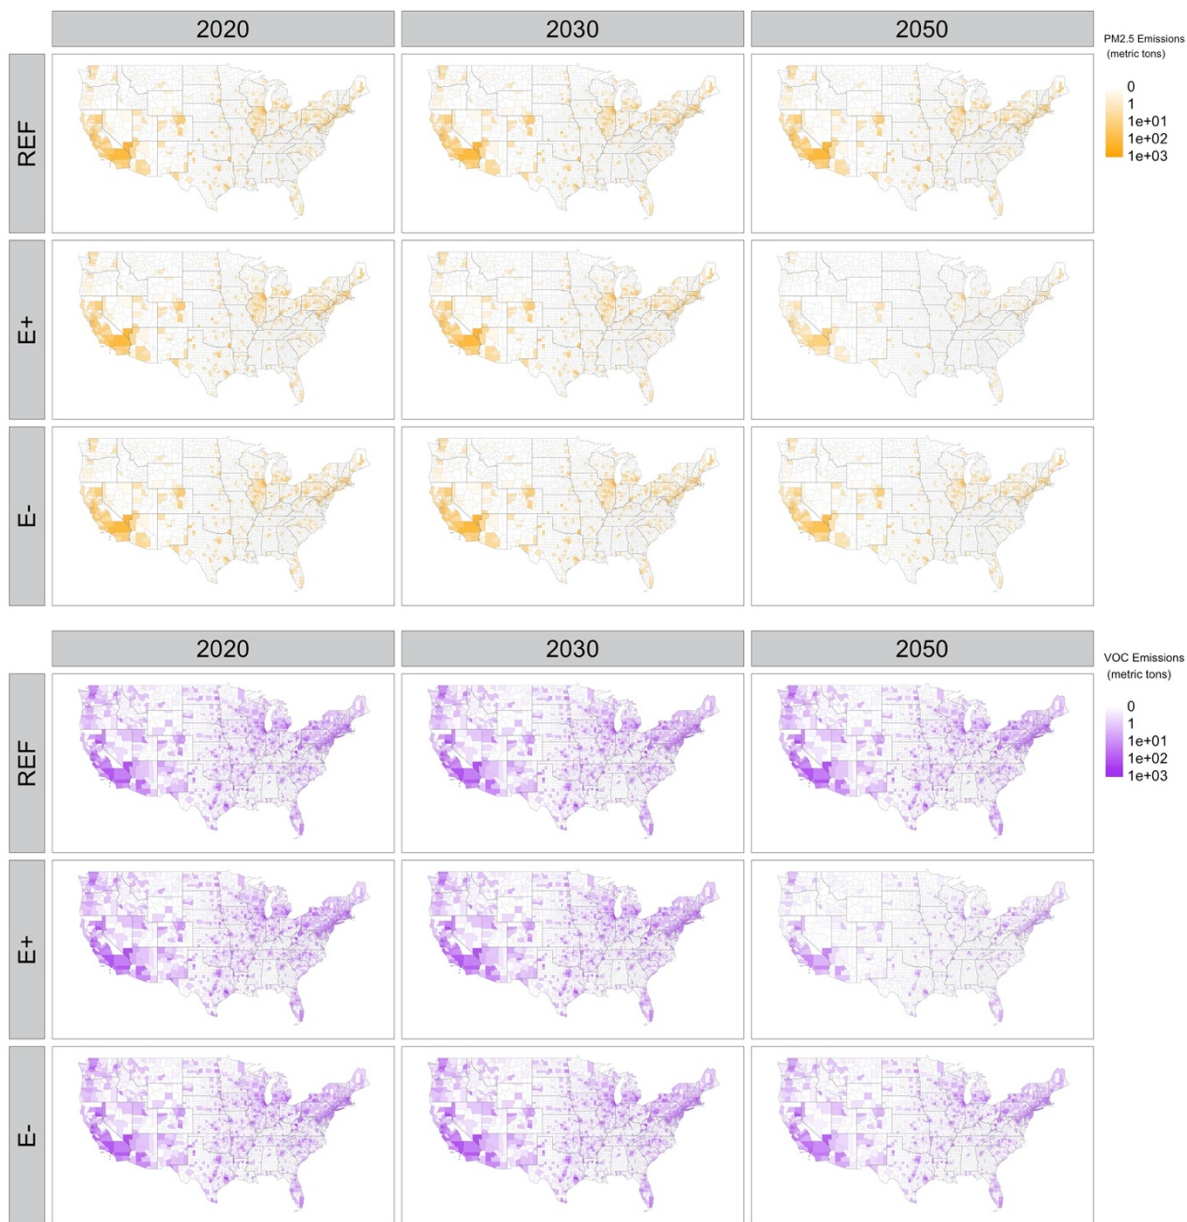 2020 2030 2050
PM2.5 Emissions
(metric tons)
0
1
1e+01
1e+02
1e+03
REF
E+
E-
2020 2030 2050
VOC Emissions
(metric tons)
0
1
1e+01
1e+02
1e+03
REF
E+
E-